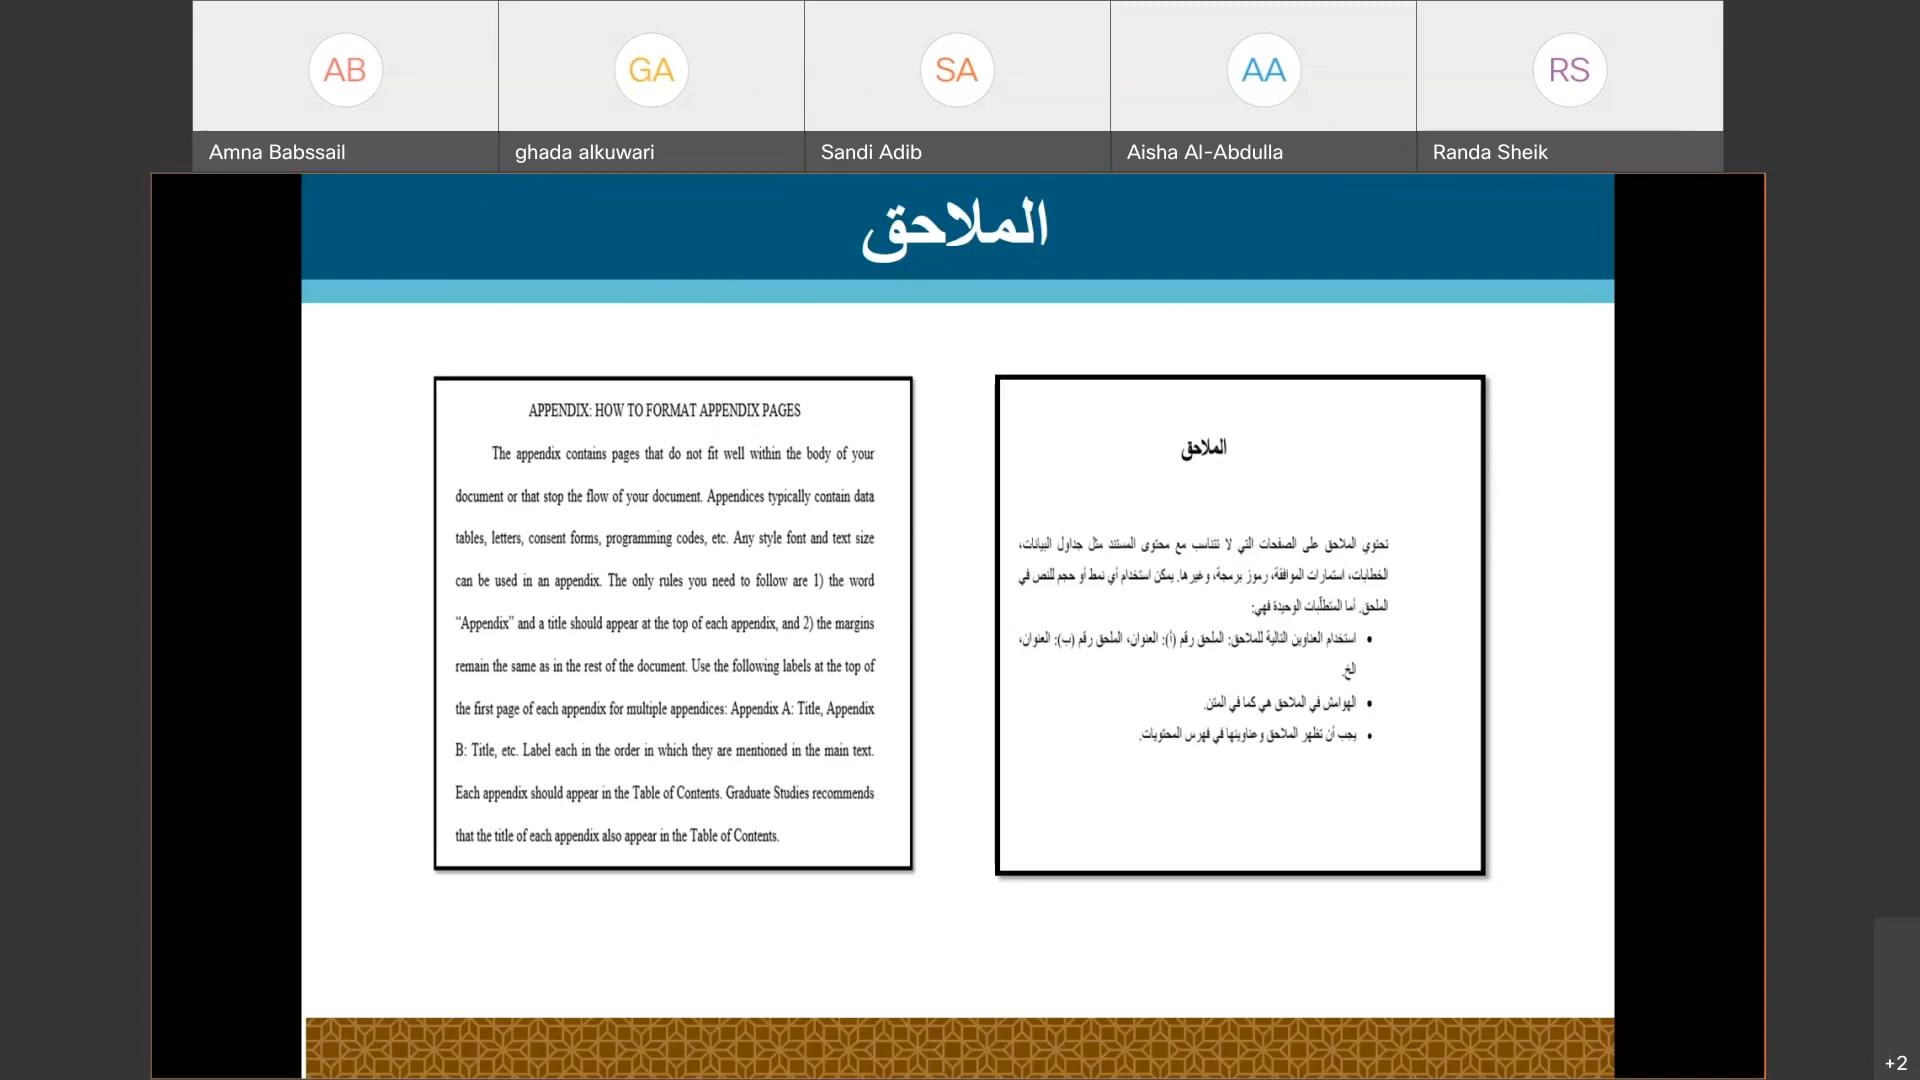 AB
GA
SA
AA
RS
Amna Babssail
ghada alkuwari
Sandi Adib
Aisha Al-Abdulla
Randa Sheik
الملاحق
APPENDIX: HOW TO FORMAT APPENDIX PAGES
The appendix contains pages that do not fit well within the body of your
document or that stop the flow of your document. Appendices typically contain data
tables, letters, consent forms, programming codes, etc. Any style font and text size
can be used in an appendix. The only rules you need to follow are 1) the word
“Appendix” and a title should appear at the top of each appendix, and 2) the margins
remain the same as in the rest of the document. Use the following labels at the top of
the first page of each appendix for multiple appendices: Appendix A: Title, Appendix
B: Title, etc. Label each in the order in which they are mentioned in the main text.
Each appendix should appear in the Table of Contents. Graduate Studies recommends
that the title of each appendix also appear in the Table of Contents.
الملاحق
تحتوي الملاحق على الصفحات التي لا تتناسب مع محتوى المستند مثل جداول البيانات،
الخطابات، استمارات الموافقة، رموز برمجة، وغيرها. يمكن استخدام أي نمط أو حجم للنص في
الملحق. أما المتطلّبات الوحيدة فهي:
• استخدام العناوين التالية للملاحق: الملحق رقم (أ): العنوان، الملحق رقم (ب): العنوان،
الخ.
• الهوامش في الملاحق هي كما في المتن.
• يجب أن تظهر الملاحق وعناوينها في فهرس المحتويات.
+2